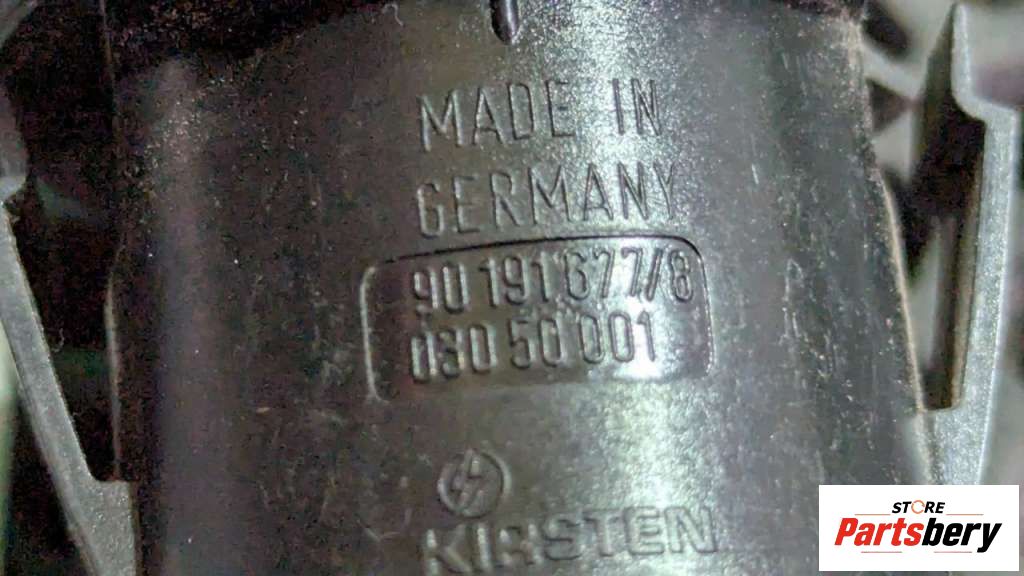 MADE IN
GERMANY
90 191 677/8
030 50 001
KIRSTEN
STORE
Partsbery